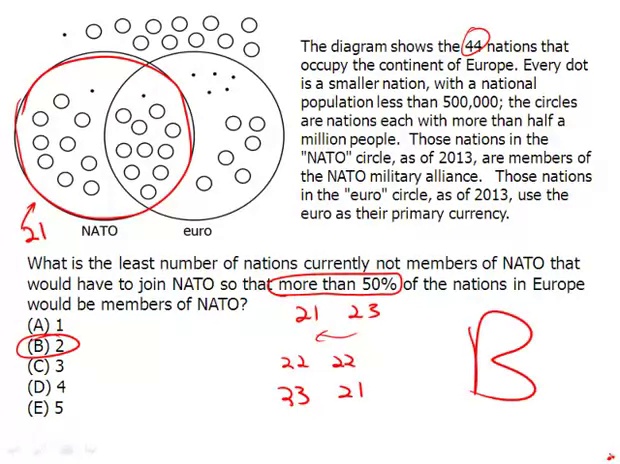 The diagram shows the 44 nations that
occupy the continent of Europe. Every dot
is a smaller nation, with a national
population less than 500,000; the circles
are nations each with more than half a
million people. Those nations in the
"NATO" circle, as of 2013, are members of
the NATO military alliance. Those nations
in the "euro" circle, as of 2013, use the
euro as their primary currency.
21
NATO euro
What is the least number of nations currently not members of NATO that
would have to join NATO so that more than 50% of the nations in Europe
would be members of NATO?
(A) 1
(B) 2
(C) 3
(D) 4
(E) 5
21 23
22 22
23 21
B